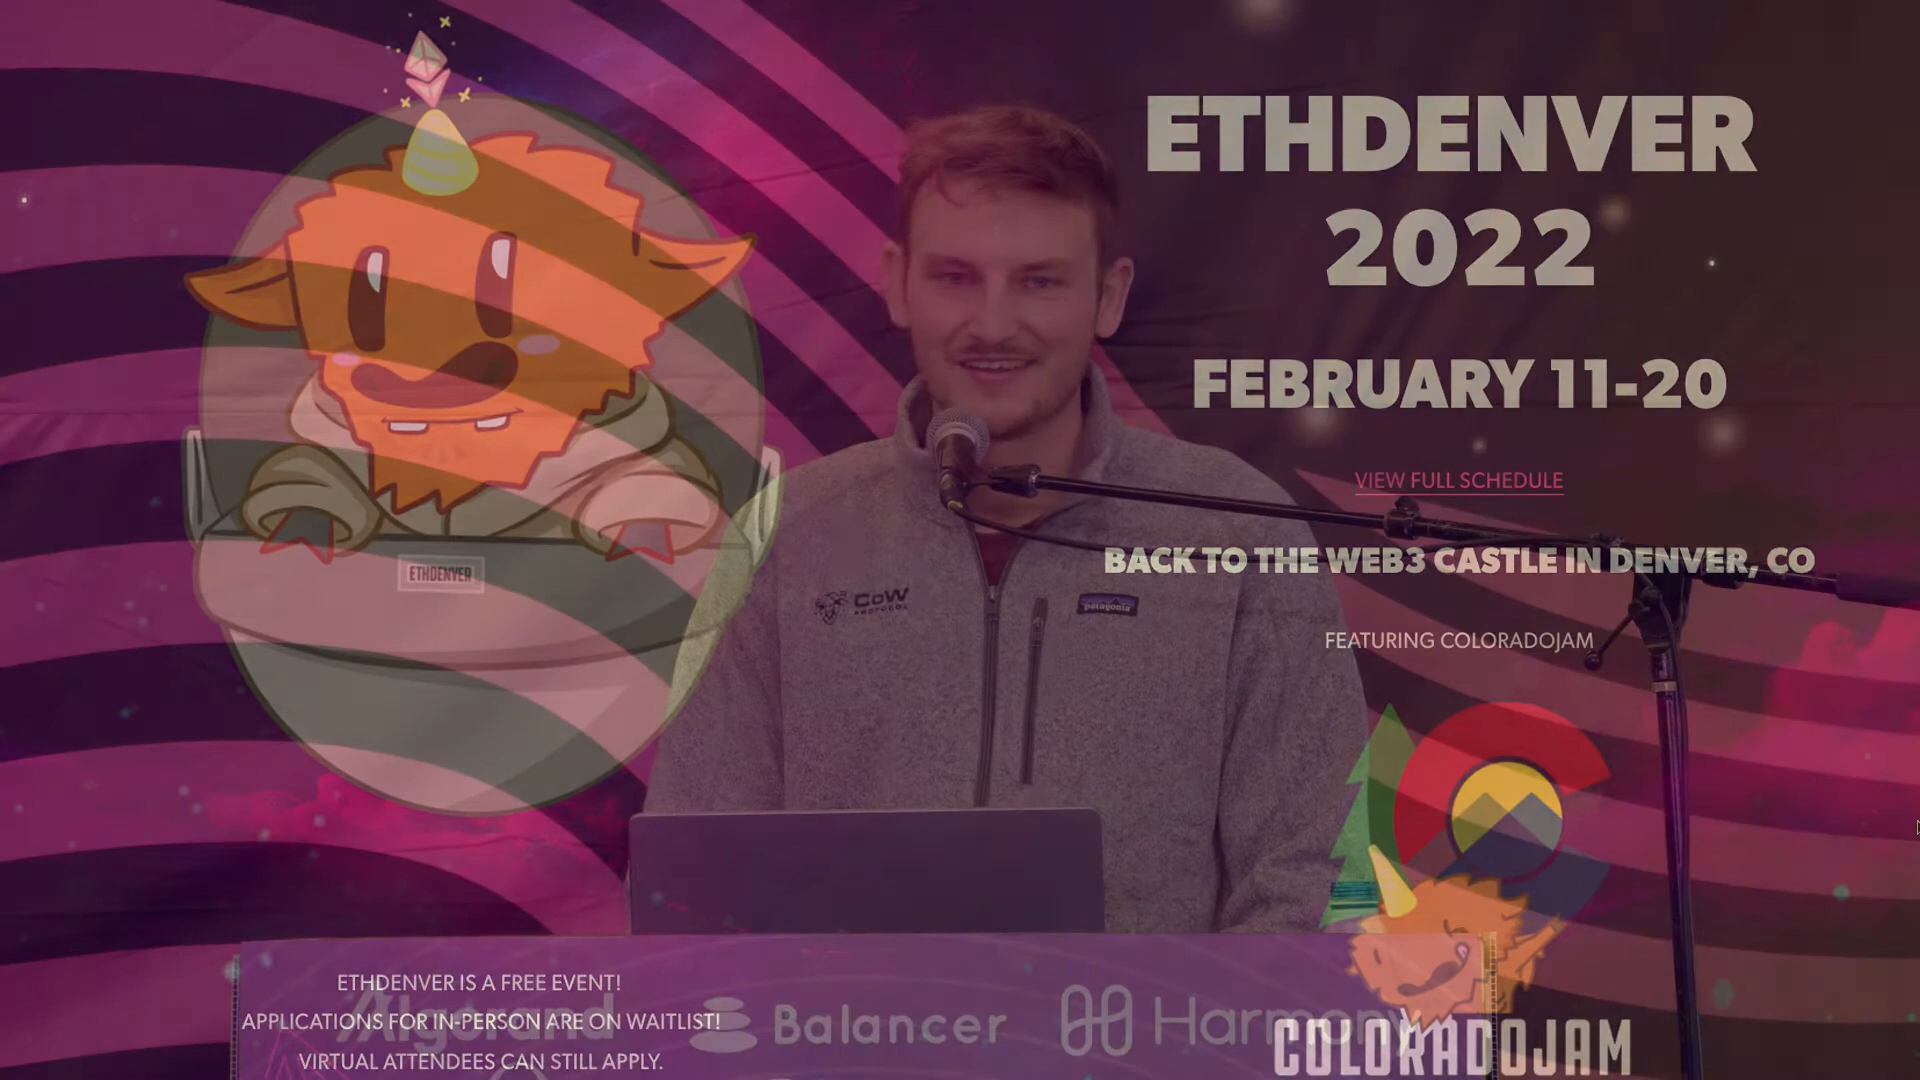 ETHDENVER
2022
FEBRUARY 11-20
VIEW FULL SCHEDULE
BACK TO THE WEB3 CASTLE IN DENVER, CO
FEATURING COLORADOJAM
ETHDENVER
CoW
PROTOCOL
patagonia
ETHDENVER IS A FREE EVENT!
APPLICATIONS FOR IN-PERSON ARE ON WAITLIST!
VIRTUAL ATTENDEES CAN STILL APPLY.
Algorand
Balancer
Harmony
COLORADOJAM